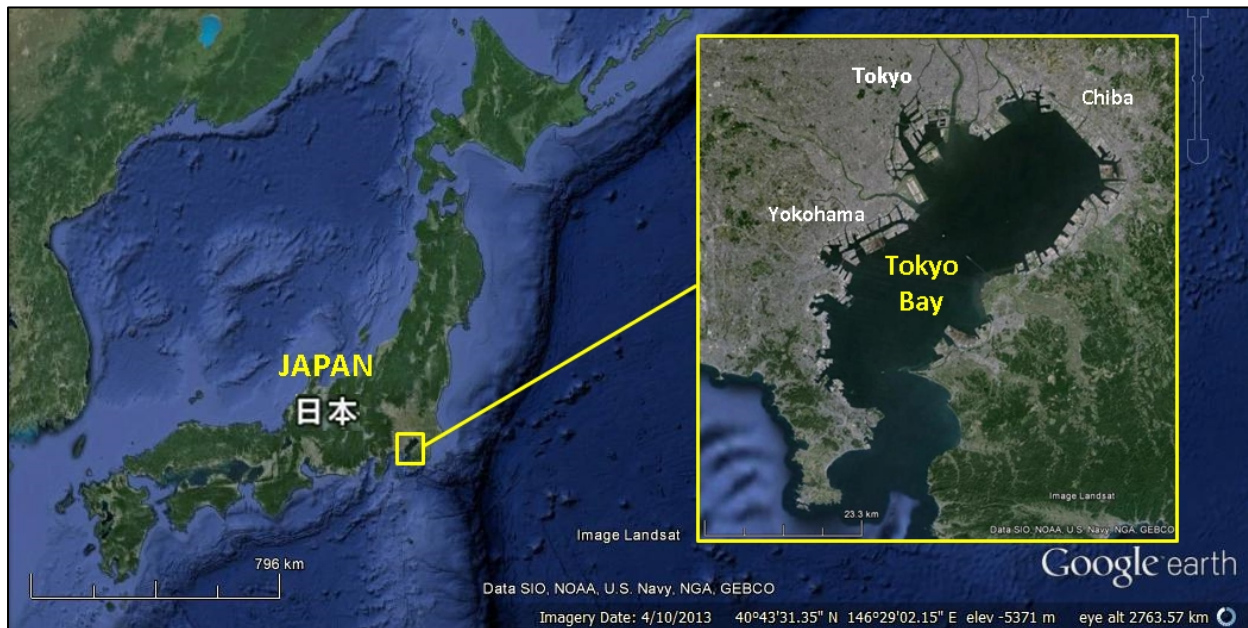 Tokyo
Chiba
Yokohama
Tokyo
Bay
JAPAN
日本
Image Landsat
23.3 km
Data SIO, NOAA, U.S. Navy, NGA, GEBCO
Image Landsat
796 km
Data SIO, NOAA, U.S. Navy, NGA, GEBCO
Google earth
Imagery Date: 4/10/2013 40°43'31.35" N 146°29'02.15" E elev -5371 m eye alt 2763.57 km